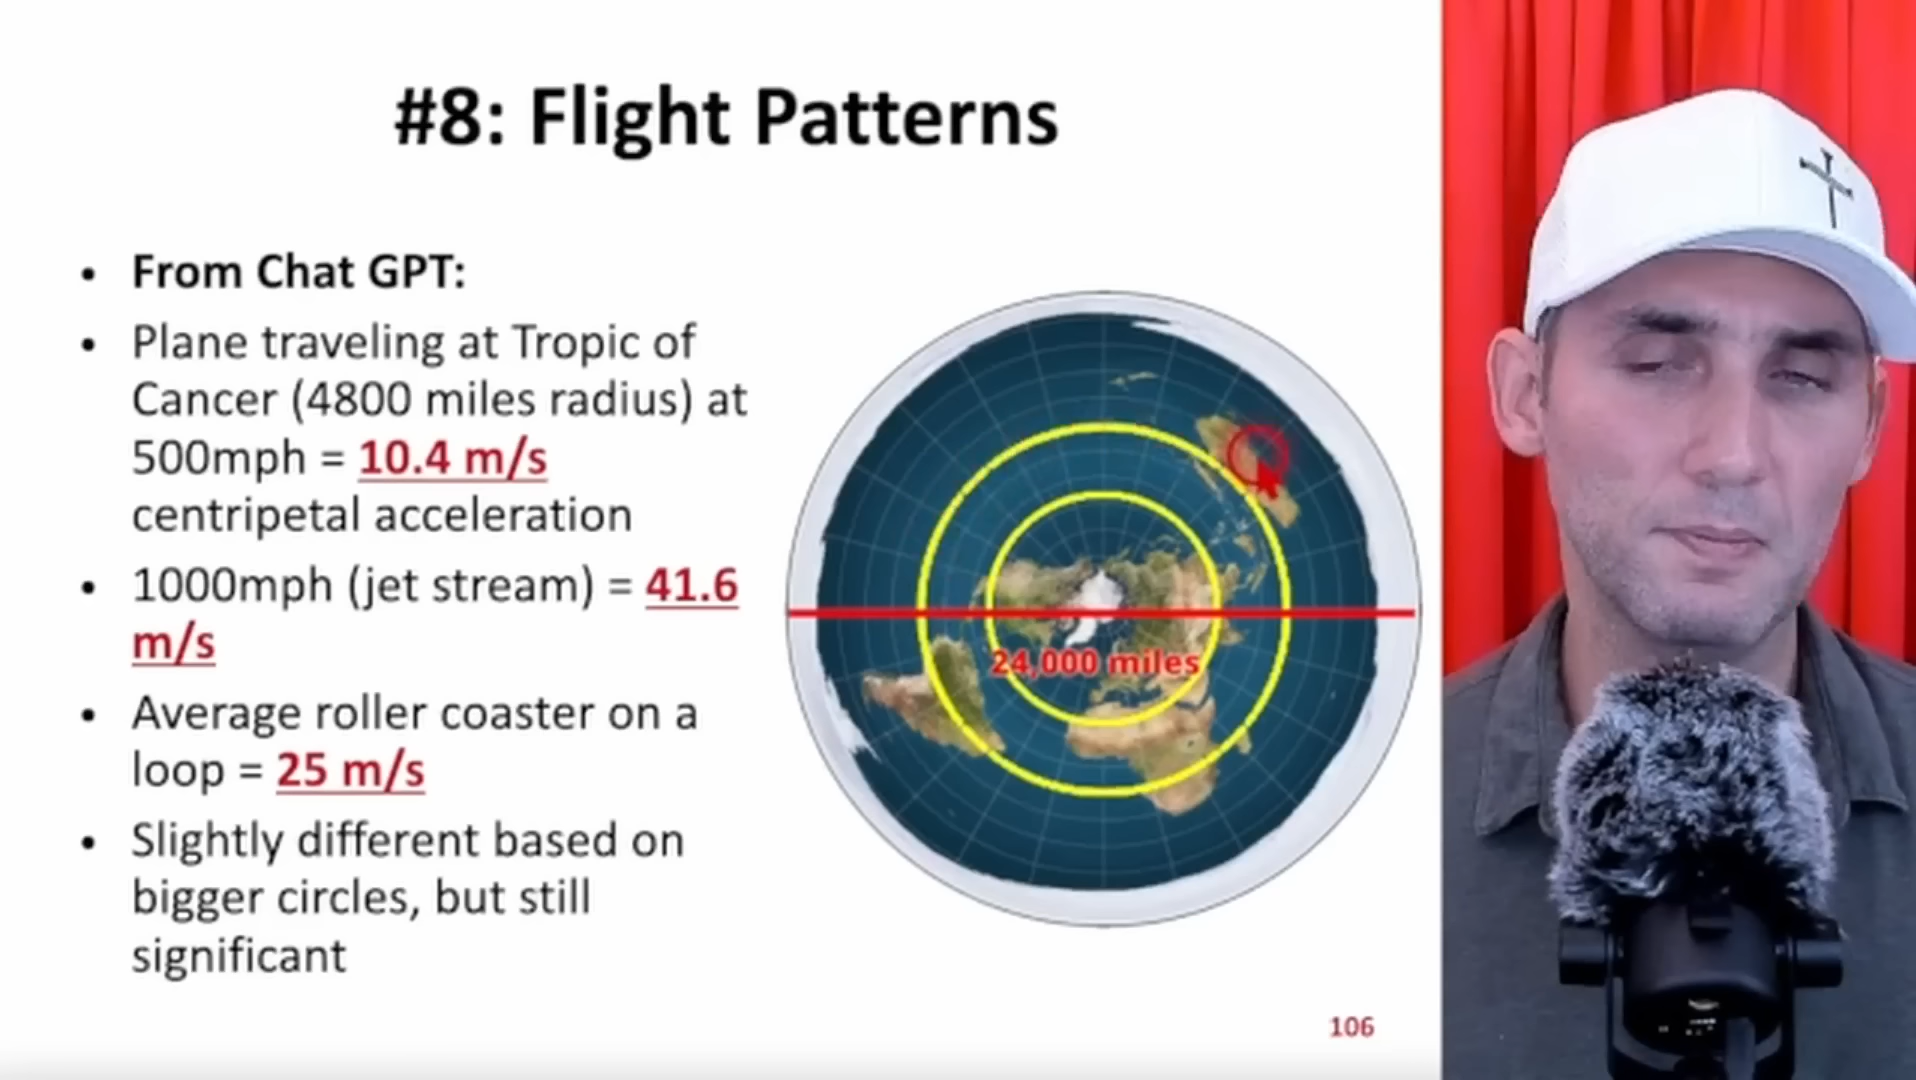 #8: Flight Patterns
• From Chat GPT:
• Plane traveling at Tropic of
Cancer (4800 miles radius) at
500mph = 10.4 m/s
centripetal acceleration
• 1000mph (jet stream) = 41.6
m/s
• Average roller coaster on a
loop = 25 m/s
• Slightly different based on
bigger circles, but still
significant
24,000 miles
106